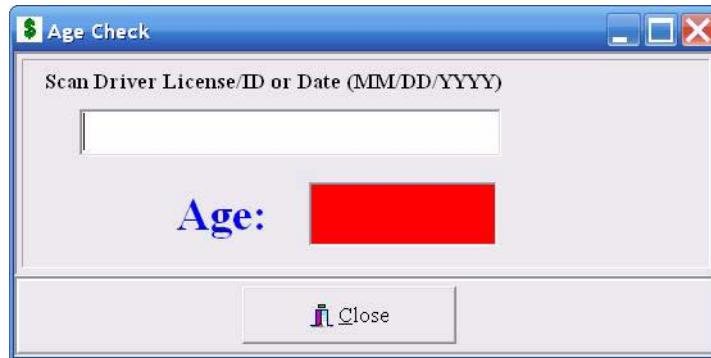 $ Age Check
Scan Driver License/ID or Date (MM/DD/YYYY)
Age:
Close